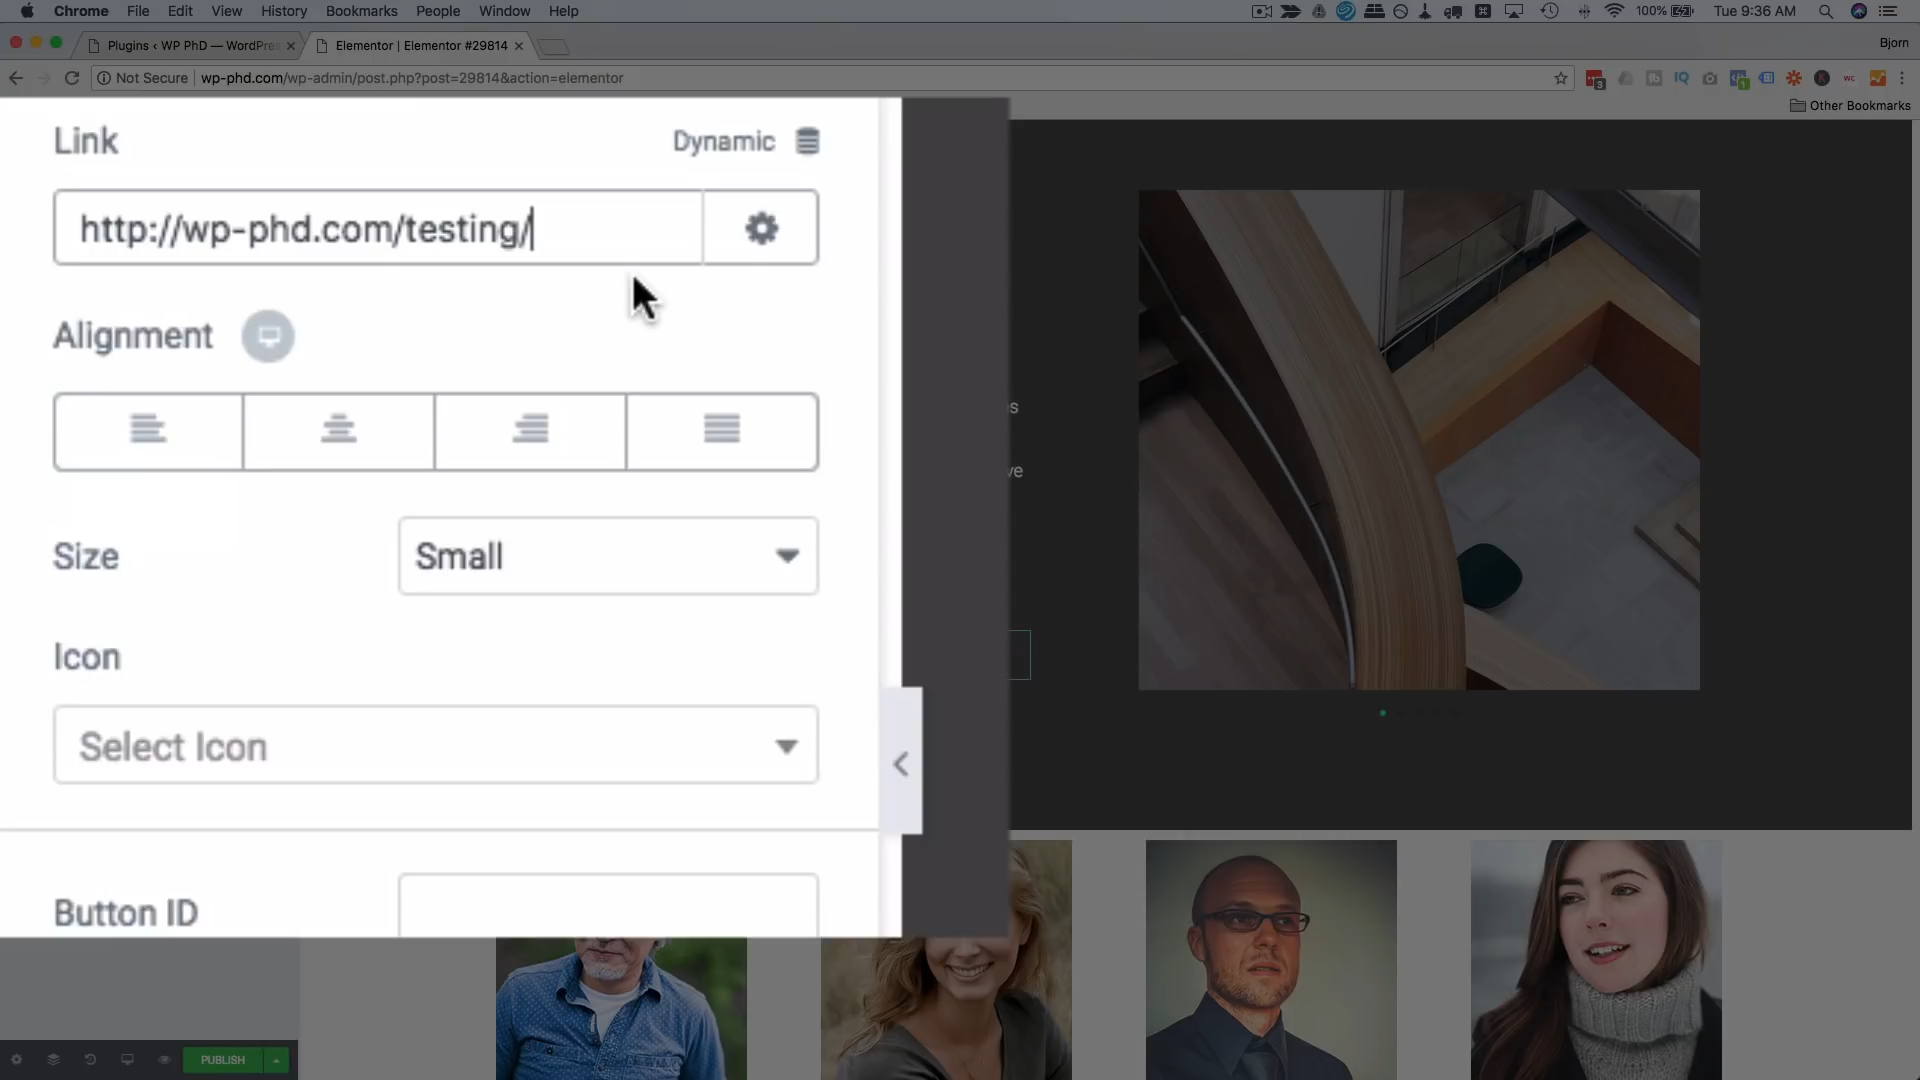 Chrome File Edit View History Bookmarks People Window Help 100% Tue 9:36 AM
Plugins ‹ WP PhD — WordPres Elementor | Elementor #29814 Bjorn
Not Secure wp-phd.com/wp-admin/post.php?post=29814&action=elementor
Other Bookmarks
Link Dynamic
http://wp-phd.com/testing/
Alignment
s
ve
Size Small
Icon
Select Icon
Button ID
PUBLISH